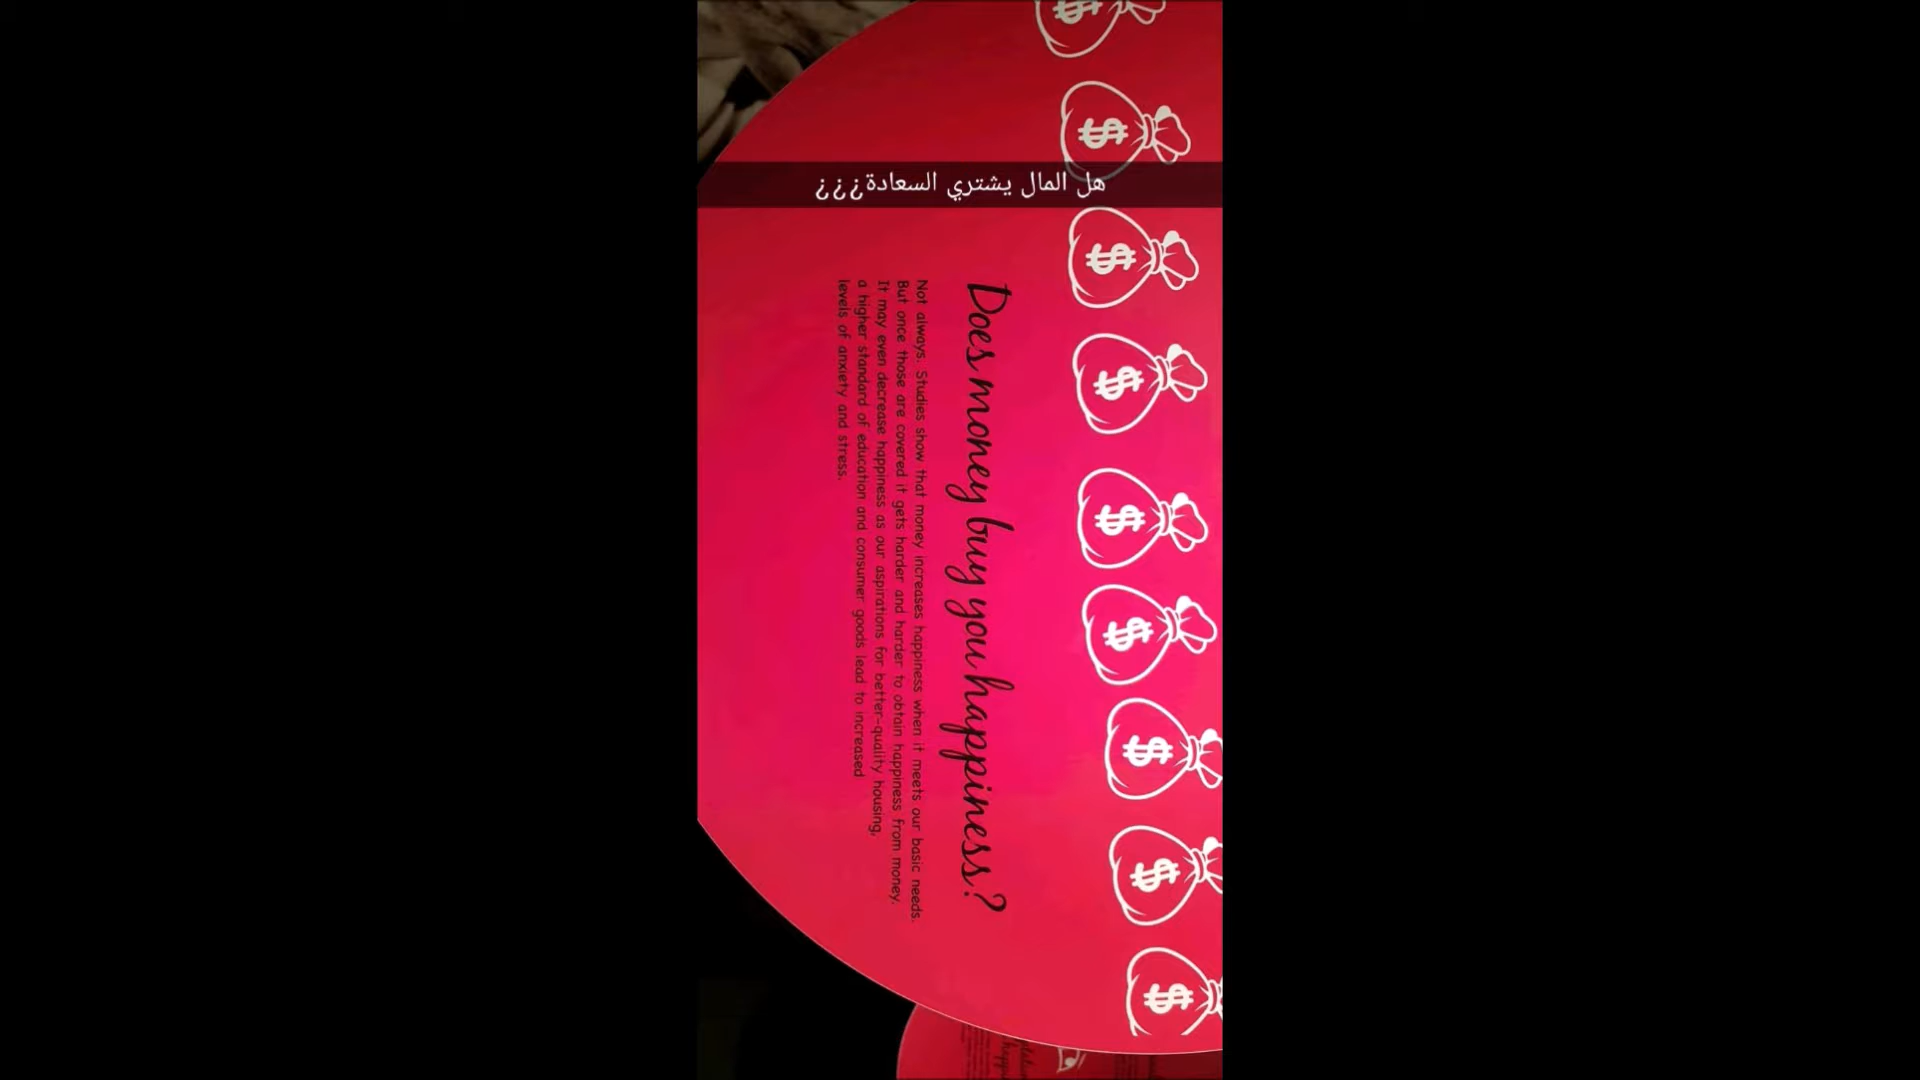 هل المال يشتري السعادة¿¿¿
Does money buy you happiness?
Not always. Studies show that money increases happiness when it meets our basic needs.
But once those are covered it gets harder and harder to obtain happiness from money.
It may even decrease happiness as our aspirations for better-quality housing,
a higher standard of education and consumer goods lead to increased
levels of anxiety and stress.
$
$
$
$
$
$
$
$
$